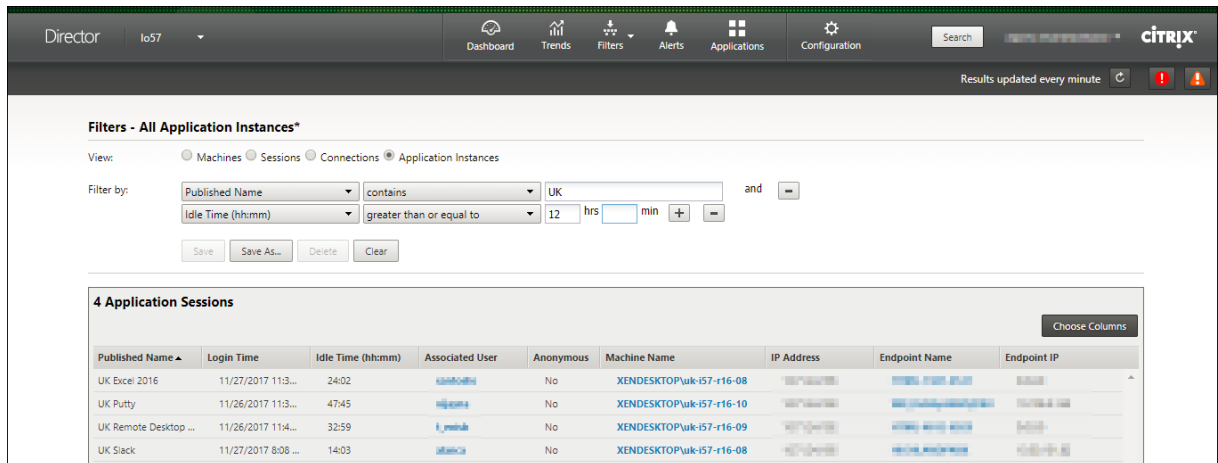 Director lo57 Dashboard Trends Filters Alerts Applications Configuration Search CİTRIX
Results updated every minute
Filters - All Application Instances*
View: Machines Sessions Connections Application Instances
Filter by: Published Name contains UK and
Idle Time (hh:mm) greater than or equal to 12 hrs min
Save Save As... Delete Clear
4 Application Sessions
Choose Columns
Published Name Login Time Idle Time (hh:mm) Associated User Anonymous Machine Name IP Address Endpoint Name Endpoint IP
UK Excel 2016 11/27/2017 11:3... 24:02 No XENDESKTOP\uk-i57-r16-08
UK Putty 11/26/2017 11:3... 47:45 No XENDESKTOP\uk-i57-r16-10
UK Remote Desktop ... 11/26/2017 11:4... 32:59 No XENDESKTOP\uk-i57-r16-09
UK Slack 11/27/2017 8:08 ... 14:03 No XENDESKTOP\uk-i57-r16-08